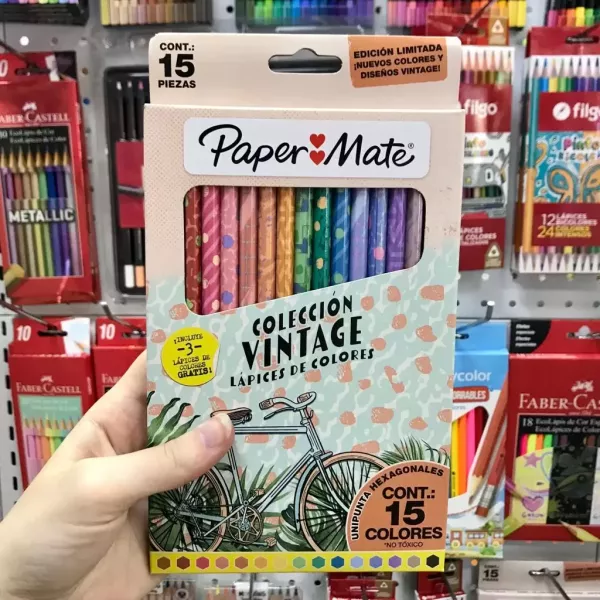 CONT.:
15
PIEZAS
EDICIÓN LIMITADA
¡NUEVOS COLORES Y
DISEÑOS VINTAGE!
Paper Mate
COLECCIÓN
VINTAGE
LÁPICES DE COLORES
¡INCLUYE
-3-
LÁPICES DE
COLORES
GRATIS!
UNIPUNTA HEXAGONALES
CONT.:
15
COLORES
*NO TÓXICO
FABER-CASTELL
METALLIC
10
FABER-CASTELL
10
filgo
filgo
Pinto
12 LÁPICES
24 COLORES
FABER-CAST
18
15